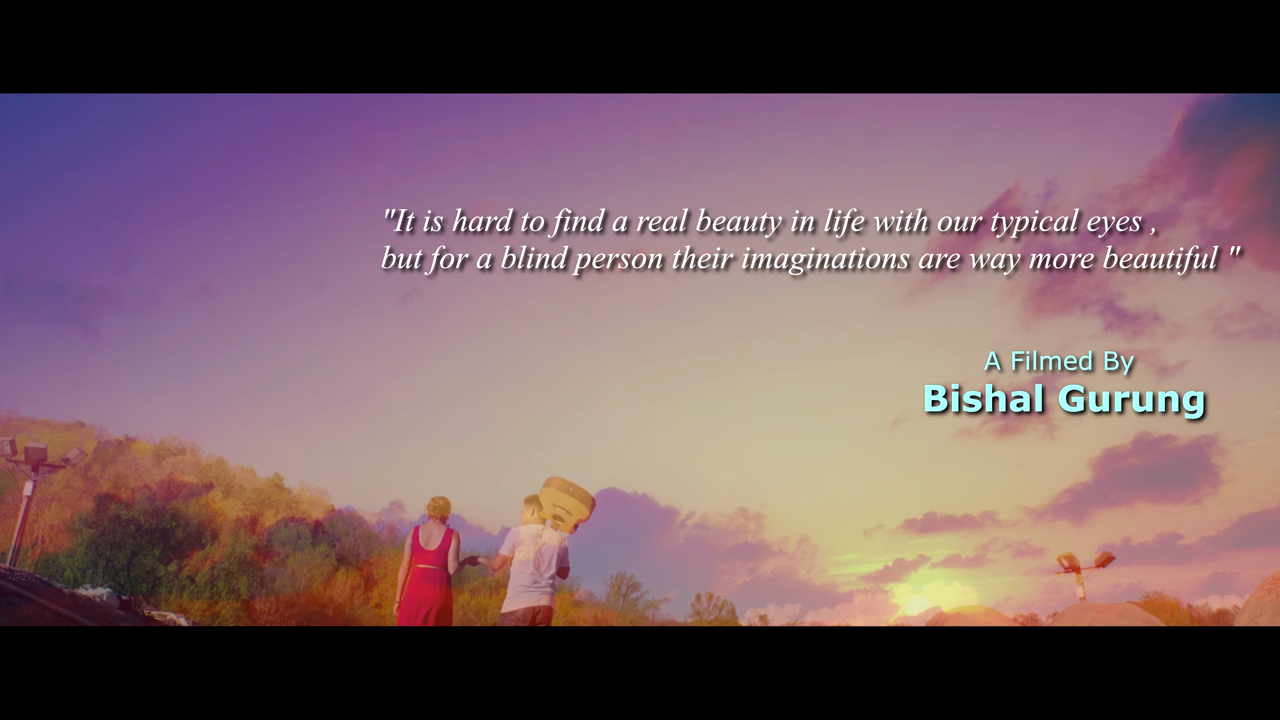 "It is hard to find a real beauty in life with our typical eyes ,
but for a blind person their imaginations are way more beautiful "
A Filmed By
Bishal Gurung